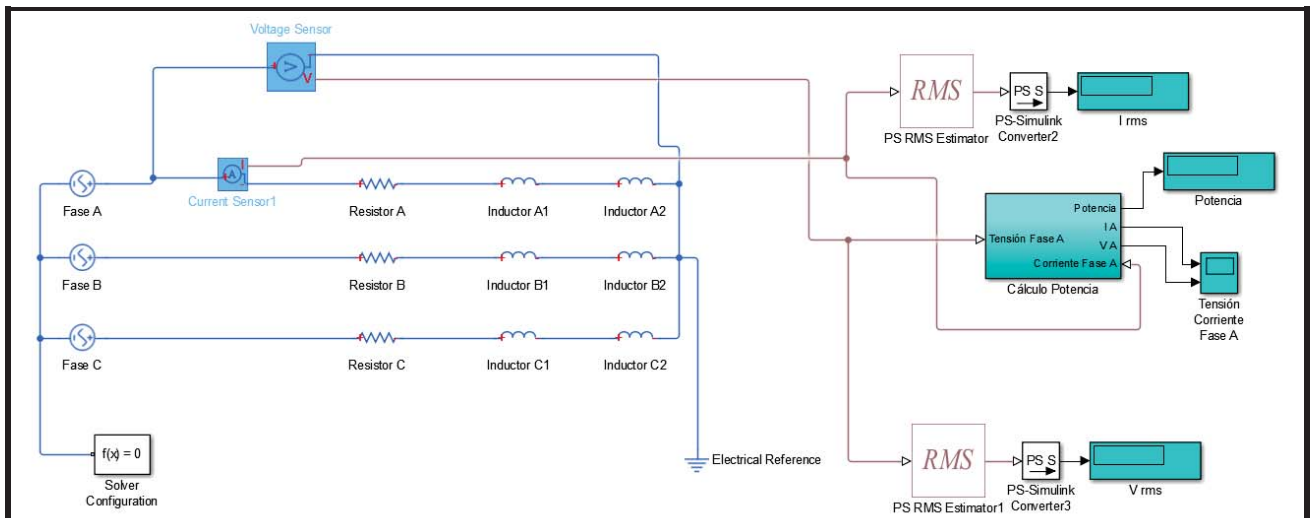 Voltage Sensor
V
V
RMS
PS S
PS RMS Estimator
PS-Simulink
Converter2
I rms
I
A
Fase A
Current Sensor1
Resistor A
Inductor A1
Inductor A2
Potencia
Potencia
I A
V A
Tensión Fase A
Corriente Fase A
Cálculo Potencia
Tensión
Corriente
Fase A
Fase B
Resistor B
Inductor B1
Inductor B2
Fase C
Resistor C
Inductor C1
Inductor C2
f(x) = 0
Solver
Configuration
Electrical Reference
RMS
PS S
PS RMS Estimator1
PS-Simulink
Converter3
V rms